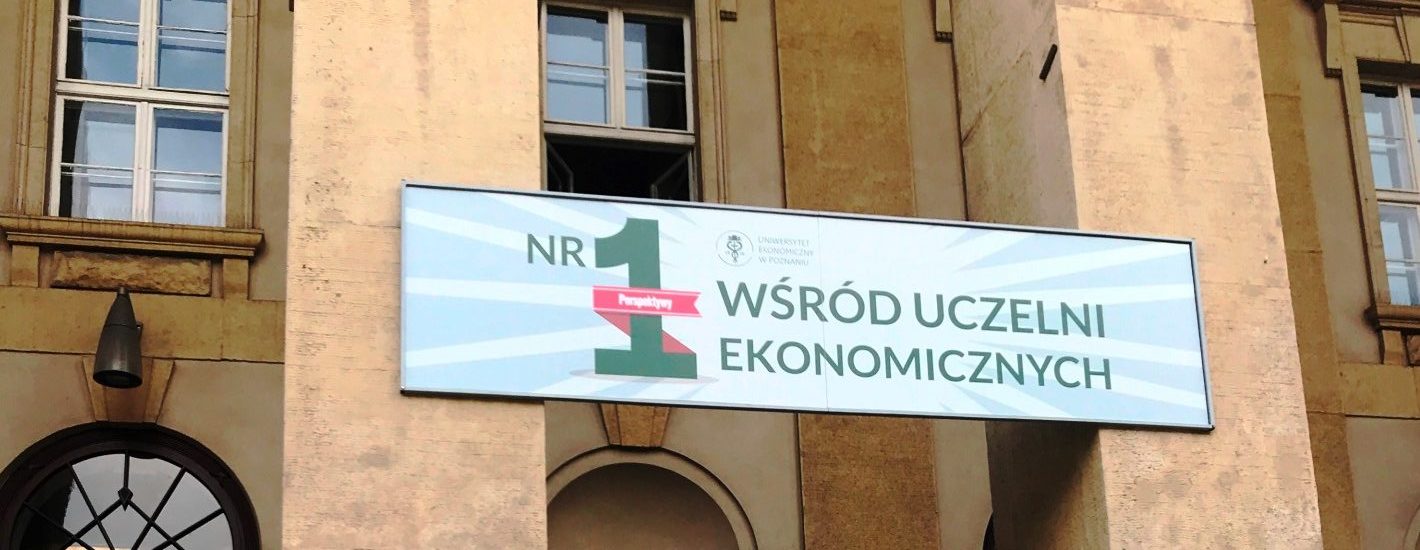 NR 1
Perspektywy
UNIWERSYTET
EKONOMICZNY
W POZNANIU
WŚRÓD UCZELNI
EKONOMICZNYCH